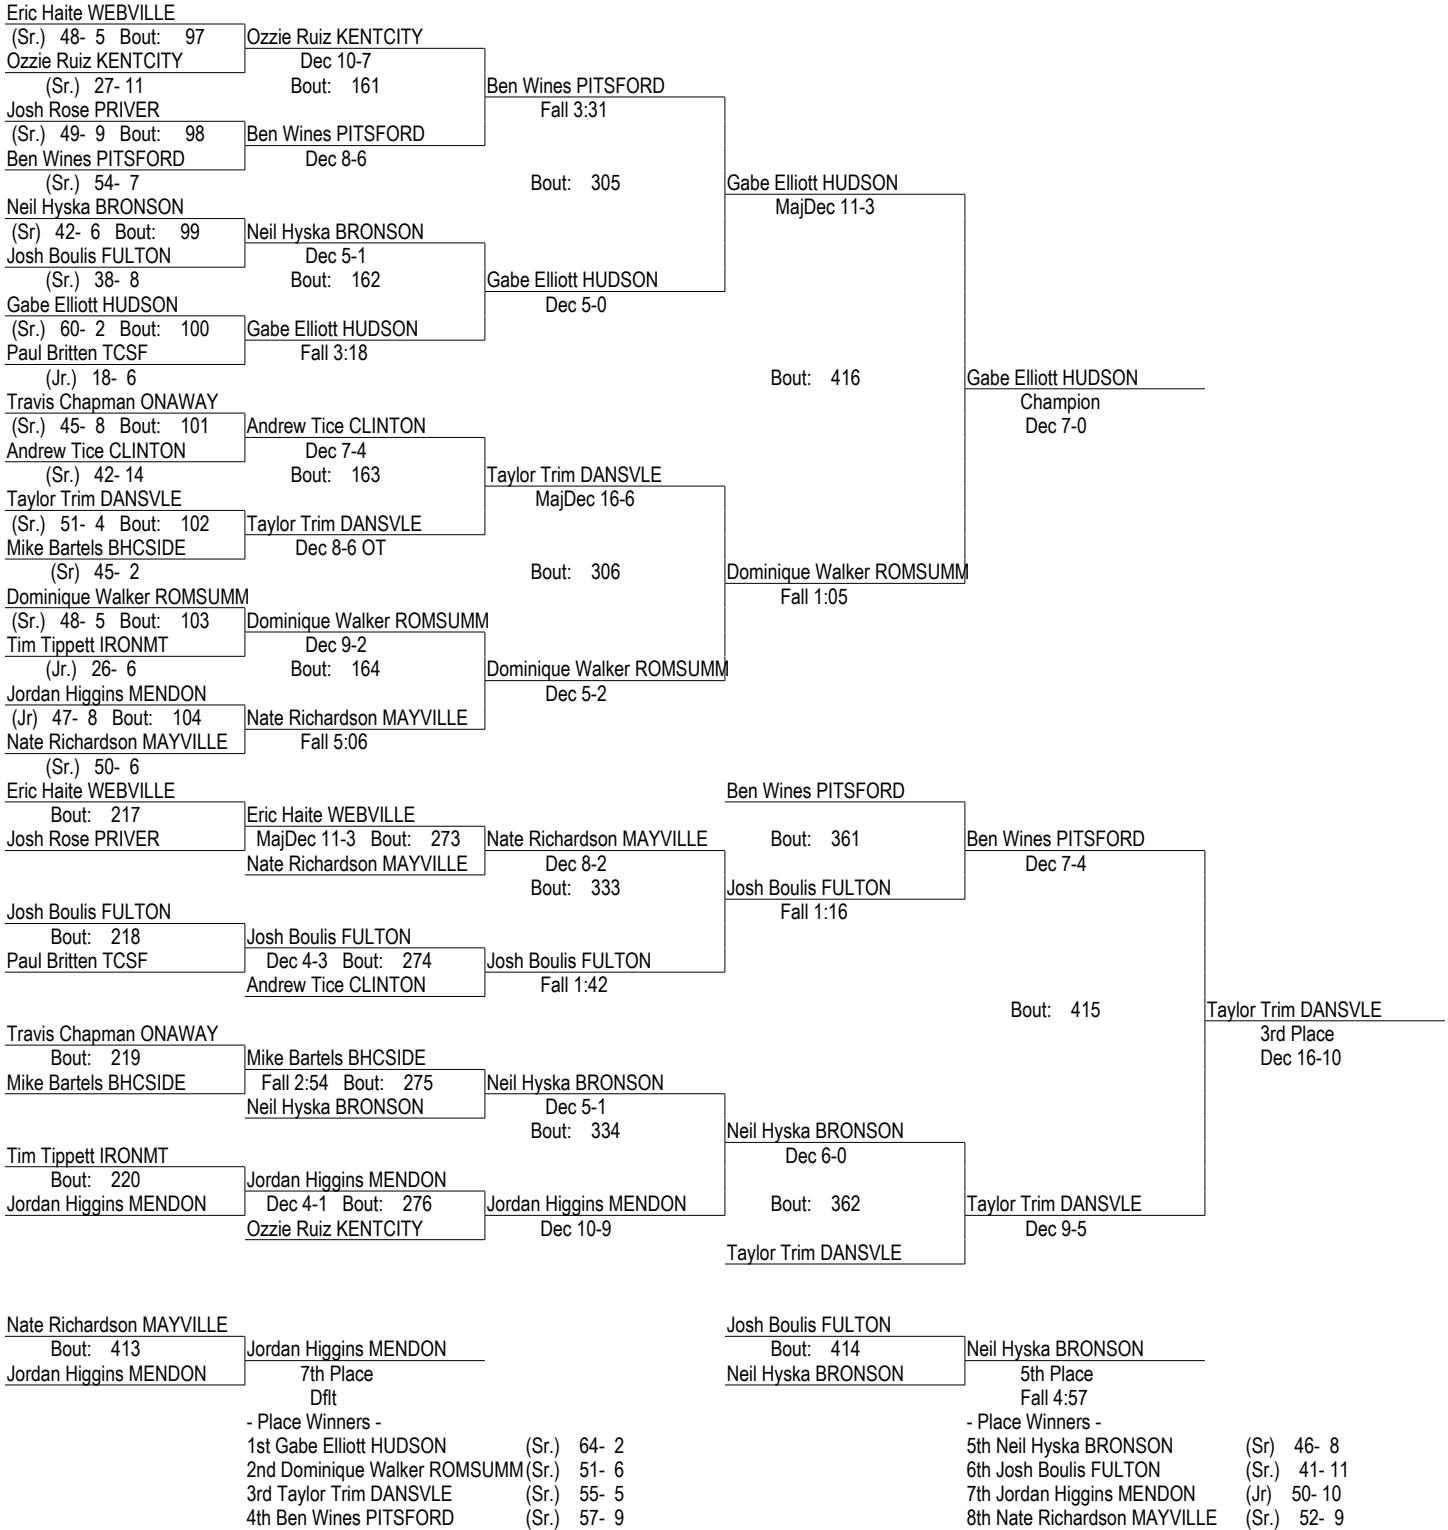 Eric Haite WEBVILLE
(Sr.) 48- 5 Bout: 97 Ozzie Ruiz KENTCITY
Ozzie Ruiz KENTCITY Dec 10-7
(Sr.) 27- 11 Bout: 161 Ben Wines PITSFORD
Josh Rose PRIVER Fall 3:31
(Sr.) 49- 9 Bout: 98 Ben Wines PITSFORD
Ben Wines PITSFORD Dec 8-6
(Sr.) 54- 7 Bout: 305 Gabe Elliott HUDSON
Neil Hyska BRONSON MajDec 11-3
(Sr) 42- 6 Bout: 99 Neil Hyska BRONSON
Josh Boulis FULTON Dec 5-1
(Sr.) 38- 8 Bout: 162 Gabe Elliott HUDSON
Gabe Elliott HUDSON Dec 5-0
(Sr.) 60- 2 Bout: 100 Gabe Elliott HUDSON
Paul Britten TCSF Fall 3:18
(Jr.) 18- 6 Bout: 416 Gabe Elliott HUDSON
Travis Chapman ONAWAY Champion
(Sr.) 45- 8 Bout: 101 Andrew Tice CLINTON Dec 7-0
Andrew Tice CLINTON Dec 7-4
(Sr.) 42- 14 Bout: 163 Taylor Trim DANSVLE
Taylor Trim DANSVLE MajDec 16-6
(Sr.) 51- 4 Bout: 102 Taylor Trim DANSVLE
Mike Bartels BHCSIDE Dec 8-6 OT
(Sr) 45- 2 Bout: 306 Dominique Walker ROMSUMM
Dominique Walker ROMSUMM Fall 1:05
(Sr.) 48- 5 Bout: 103 Dominique Walker ROMSUMM
Tim Tippett IRONMT Dec 9-2
(Jr.) 26- 6 Bout: 164 Dominique Walker ROMSUMM
Jordan Higgins MENDON Dec 5-2
(Jr) 47- 8 Bout: 104 Nate Richardson MAYVILLE
Nate Richardson MAYVILLE Fall 5:06
(Sr.) 50- 6
Eric Haite WEBVILLE Ben Wines PITSFORD
Bout: 217 Eric Haite WEBVILLE
Josh Rose PRIVER MajDec 11-3 Bout: 273 Nate Richardson MAYVILLE Bout: 361 Ben Wines PITSFORD
Nate Richardson MAYVILLE Dec 8-2 Dec 7-4
Bout: 333 Josh Boulis FULTON
Josh Boulis FULTON Fall 1:16
Bout: 218 Josh Boulis FULTON
Paul Britten TCSF Dec 4-3 Bout: 274 Josh Boulis FULTON
Andrew Tice CLINTON Fall 1:42
Bout: 415 Taylor Trim DANSVLE
Travis Chapman ONAWAY 3rd Place
Bout: 219 Mike Bartels BHCSIDE Dec 16-10
Mike Bartels BHCSIDE Fall 2:54 Bout: 275 Neil Hyska BRONSON
Neil Hyska BRONSON Dec 5-1
Bout: 334 Neil Hyska BRONSON
Tim Tippett IRONMT Dec 6-0
Bout: 220 Jordan Higgins MENDON
Jordan Higgins MENDON Dec 4-1 Bout: 276 Jordan Higgins MENDON Bout: 362 Taylor Trim DANSVLE
Ozzie Ruiz KENTCITY Dec 10-9 Dec 9-5
Taylor Trim DANSVLE
Nate Richardson MAYVILLE Josh Boulis FULTON
Bout: 413 Jordan Higgins MENDON Bout: 414 Neil Hyska BRONSON
Jordan Higgins MENDON 7th Place Neil Hyska BRONSON 5th Place
Dflt Fall 4:57
- Place Winners - - Place Winners -
1st Gabe Elliott HUDSON (Sr.) 64- 2 5th Neil Hyska BRONSON (Sr) 46- 8
2nd Dominique Walker ROMSUMM (Sr.) 51- 6 6th Josh Boulis FULTON (Sr.) 41- 11
3rd Taylor Trim DANSVLE (Sr.) 55- 5 7th Jordan Higgins MENDON (Jr) 50- 10
4th Ben Wines PITSFORD (Sr.) 57- 9 8th Nate Richardson MAYVILLE (Sr.) 52- 9